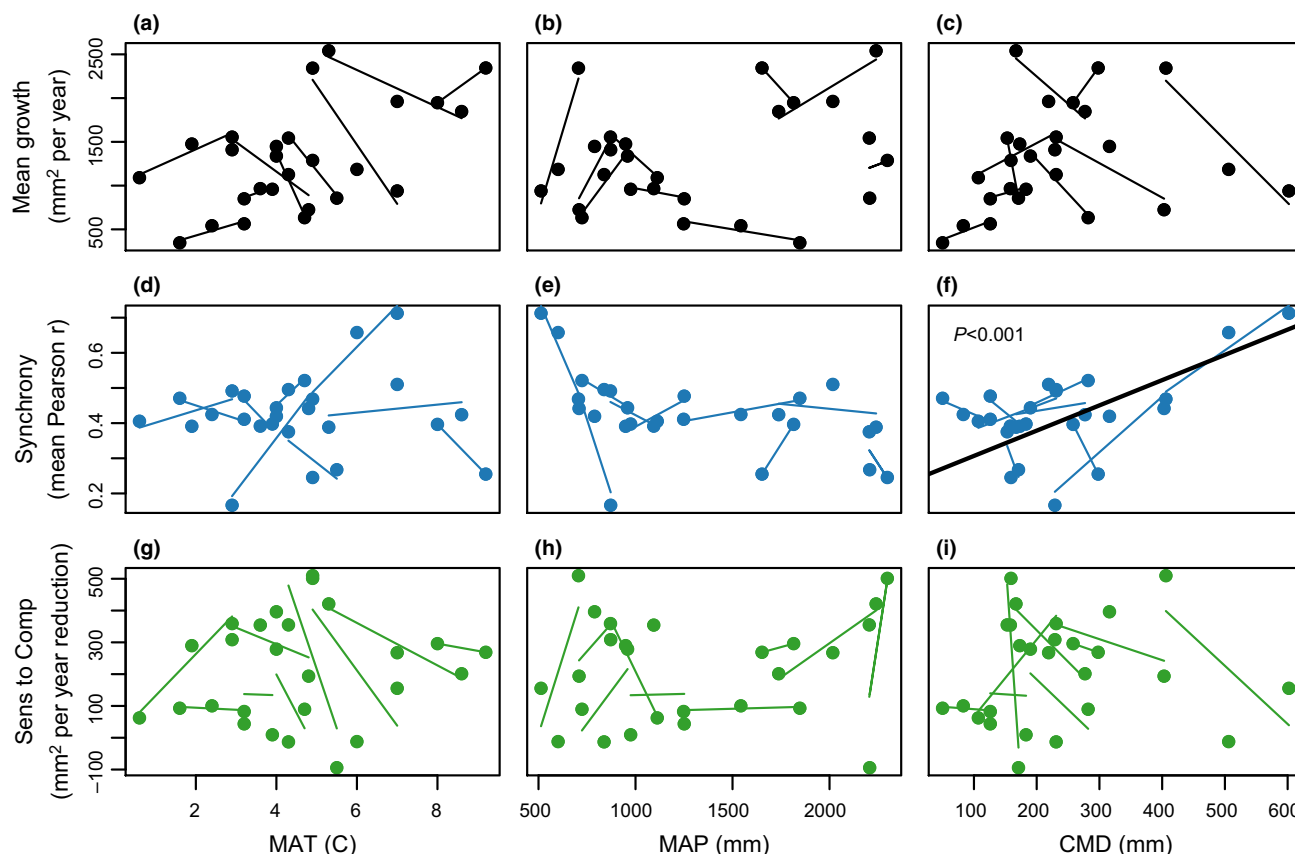 (a) (b) (c)
Mean growth
(mm² per year)
2500
1500
500
(d) (e) (f)
Synchrony
(mean Pearson r)
0.6
0.4
0.2
P<0.001
(g) (h) (i)
Sens to Comp
(mm² per year reduction)
500
300
100
−100
2 4 6 8 500 1000 1500 2000 100 200 300 400 500 600
MAT (C) MAP (mm) CMD (mm)